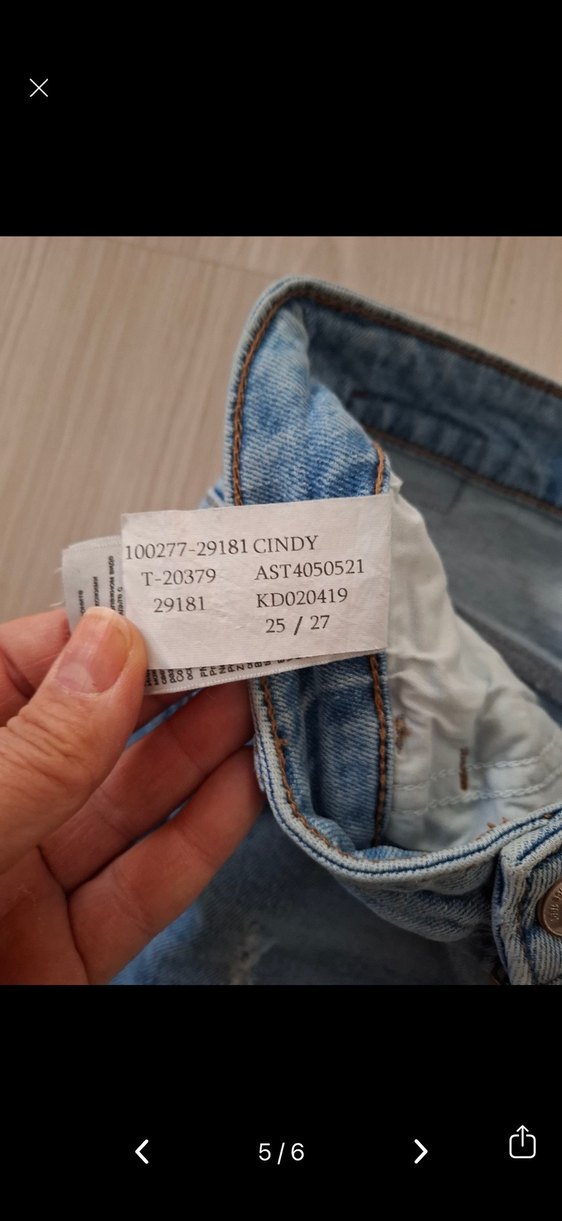 100277-29181 CINDY
T-20379 AST4050521
29181 KD020419
25 / 27
5/6